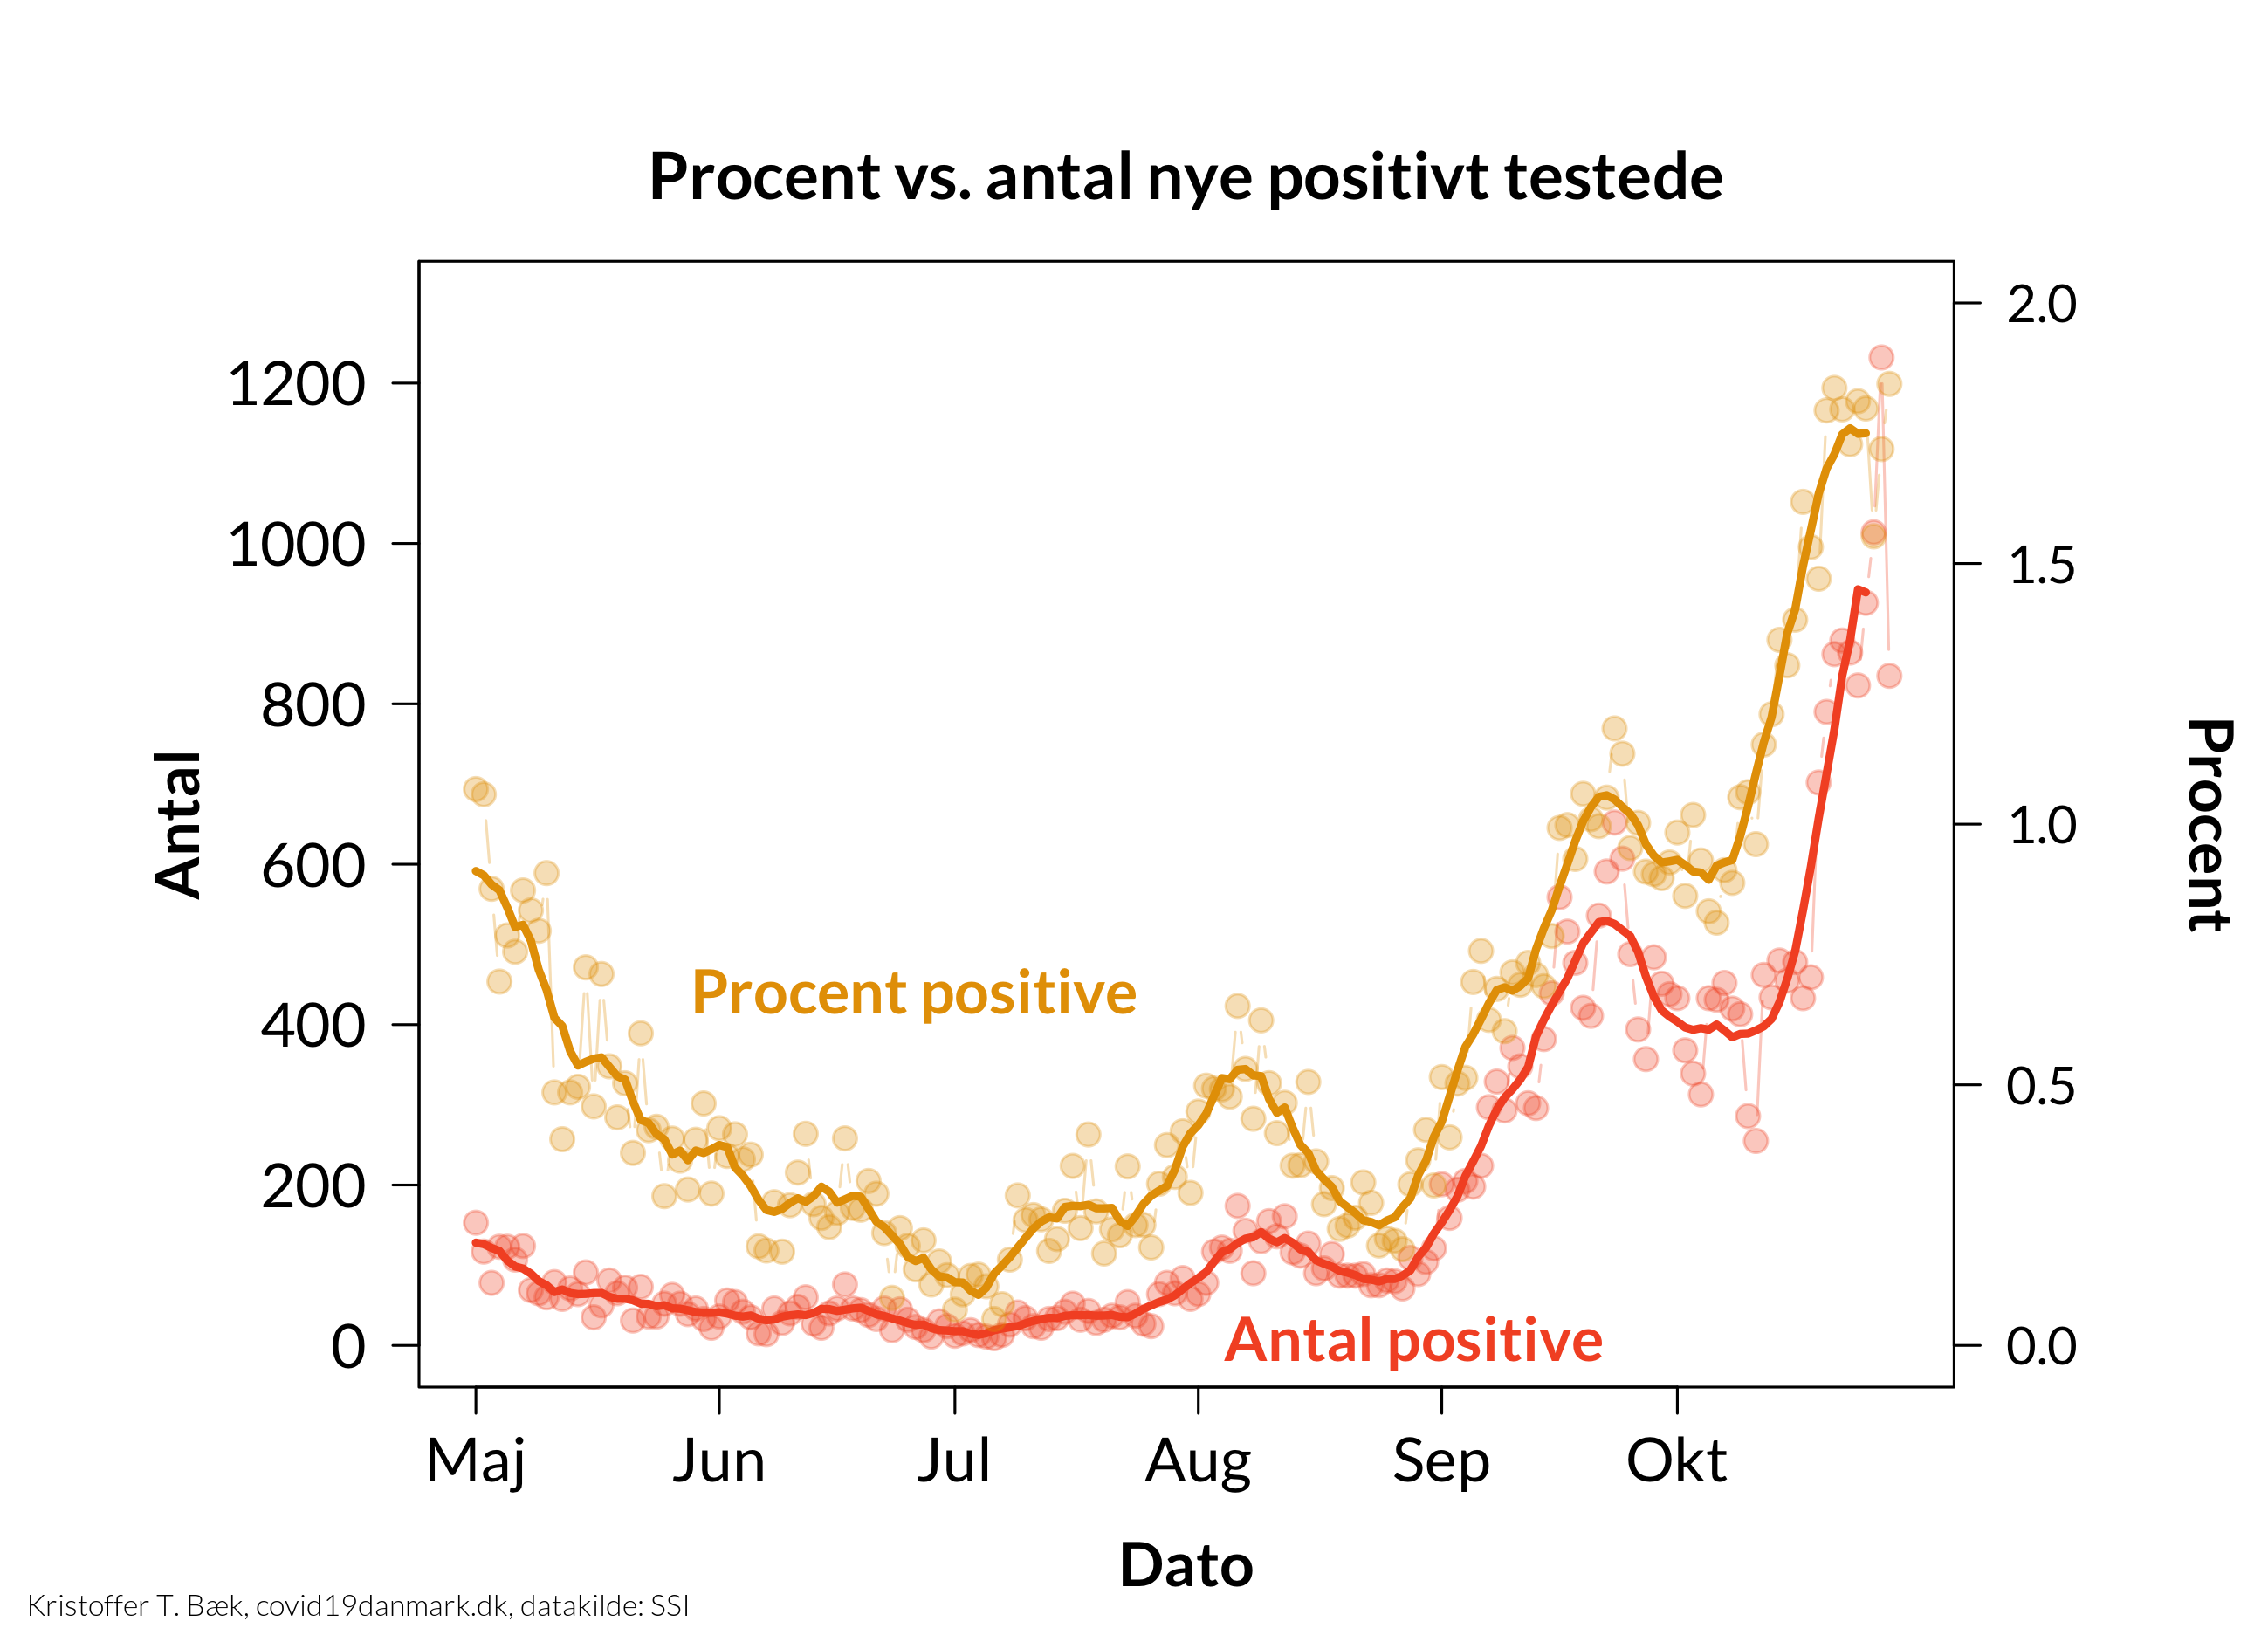 Procent vs. antal nye positivt testede
2.0
1200
1000
1.5
800
Antal
Procent
1.0
600
Procent positive
400
0.5
200
Antal positive
0
0.0
Maj Jun Jul Aug Sep Okt
Dato
Kristoffer T. Bæk, covid19danmark.dk, datakilde: SSI